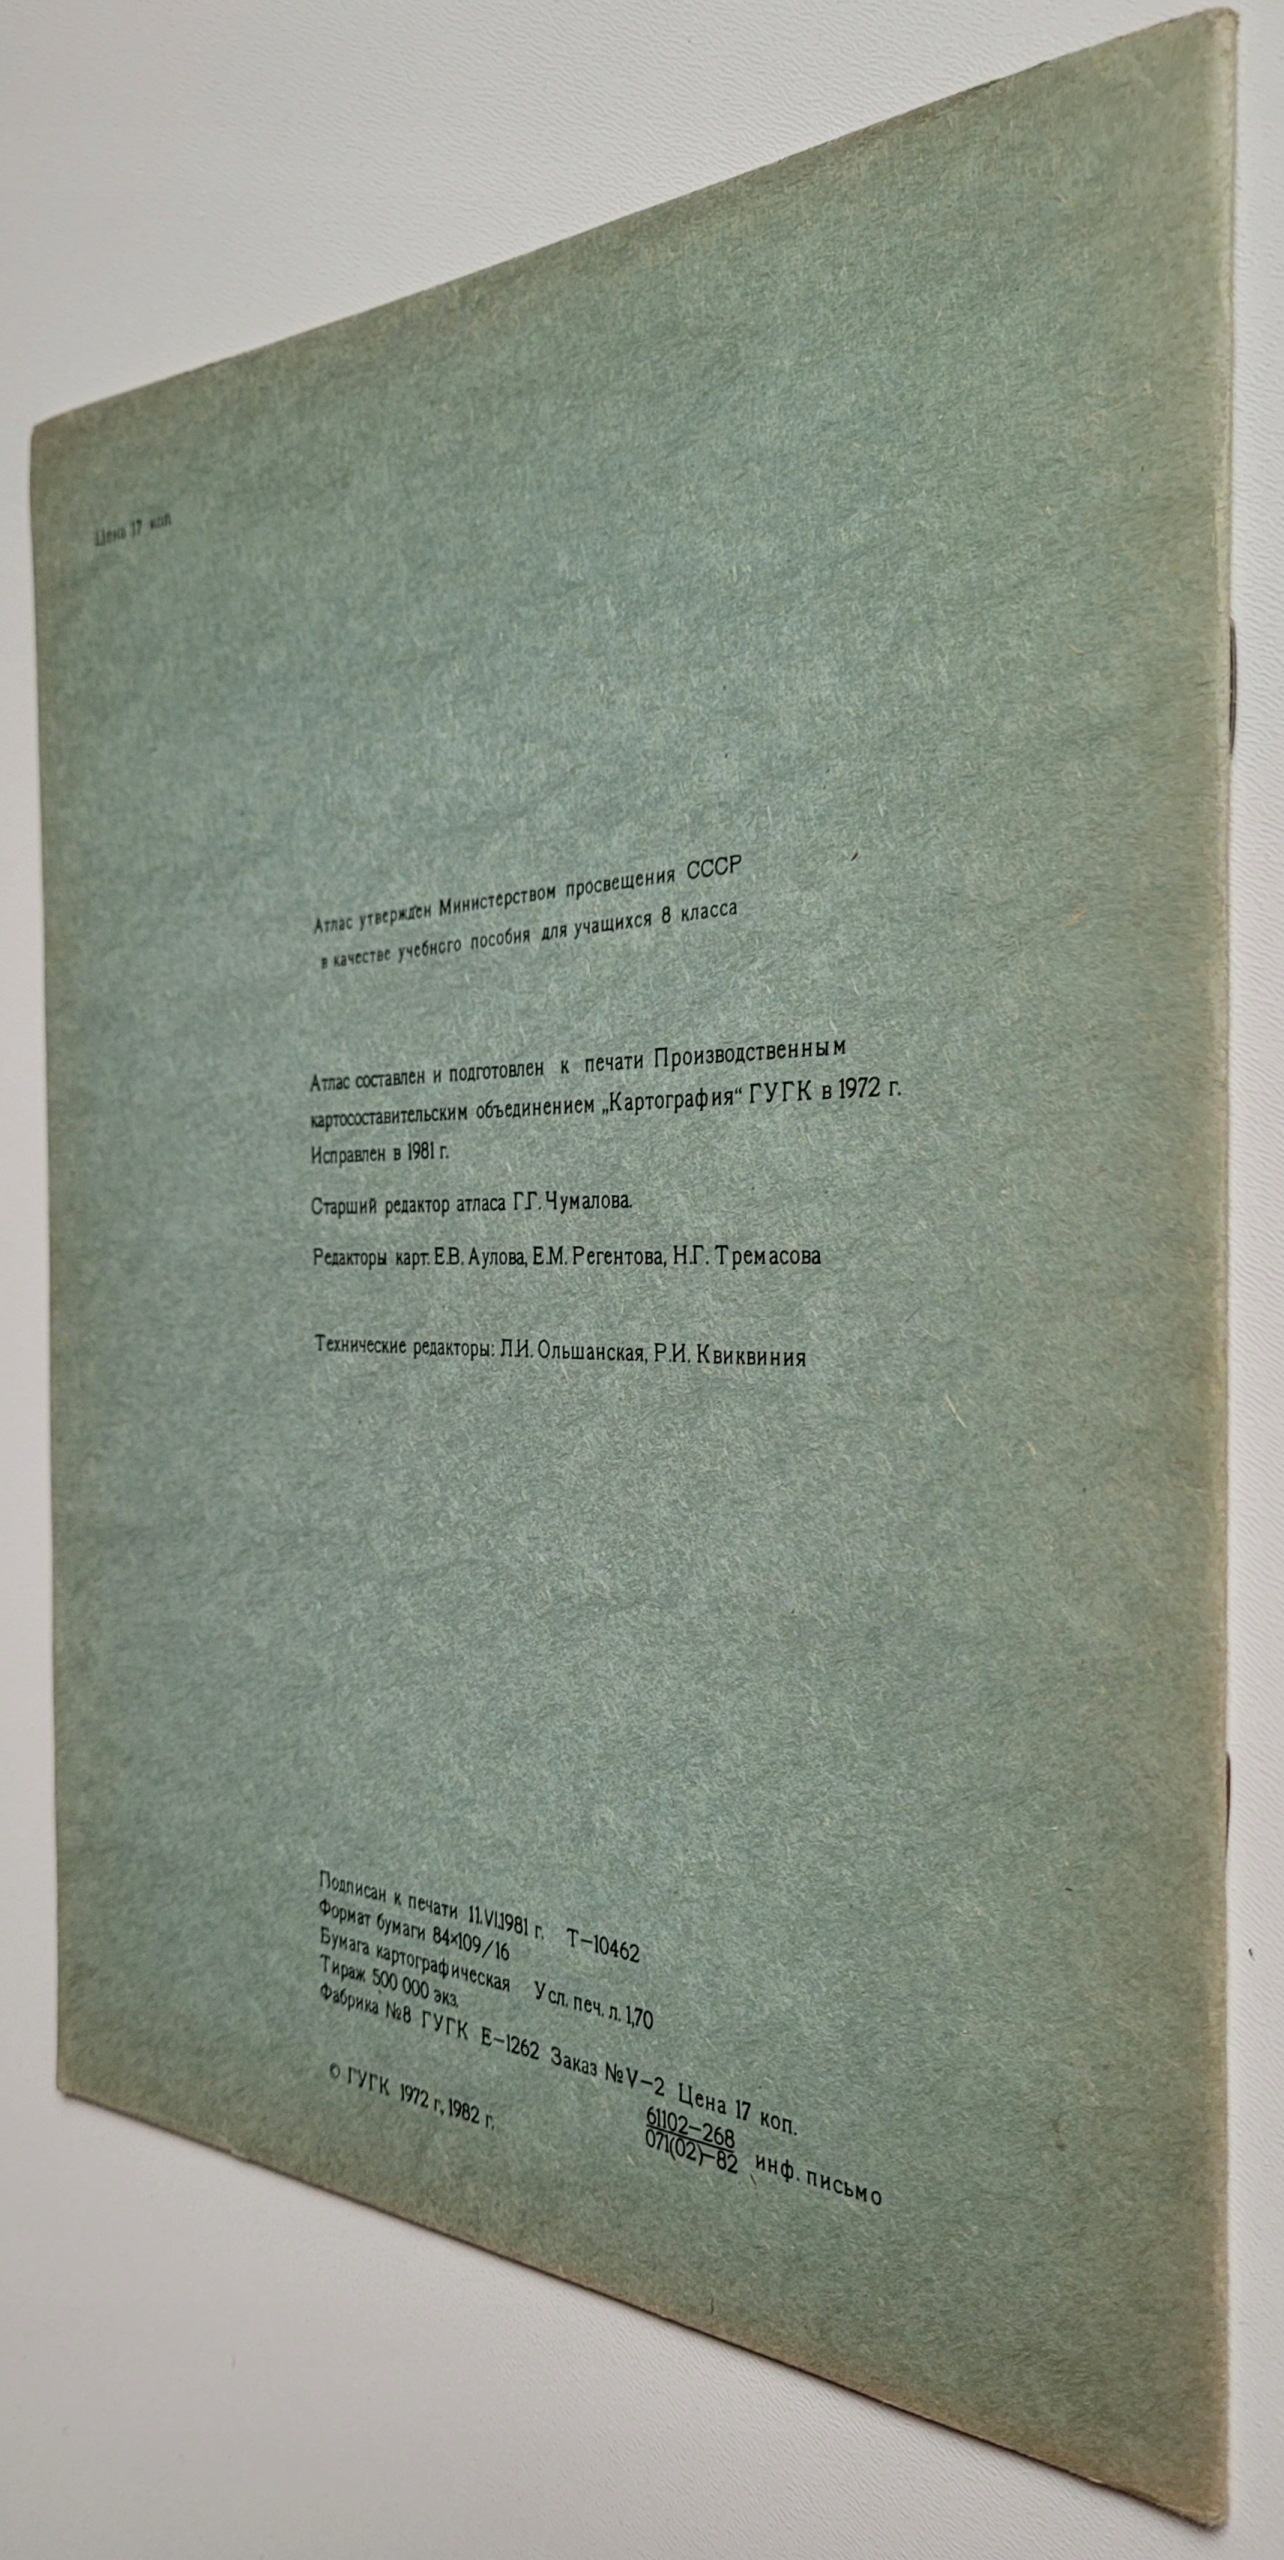 Цена 17 коп
Атлас утвержден Министерством просвещения СССР
в качестве учебного пособия для учащихся 8 класса
Атлас составлен и подготовлен к печати Производственным
картосоставительским объединением „Картография“ ГУГК в 1972 г.
Исправлен в 1981 г.
Старший редактор атласа Г.Г. Чумалова.
Редакторы карт: Е.В. Аулова, Е.М. Регентова, Н.Г. Тремасова
Технические редакторы: Л.И. Ольшанская, Р.И. Квиквиния
Подписан к печати 11.VI.1981 г. Т-10462
Формат бумаги 84×109/16
Бумага картографическая Усл. печ. л. 1,70
Тираж 500 000 экз.
Фабрика №8 ГУГК Е-1262 Заказ №V-2 Цена 17 коп.
© ГУГК 1972 г., 1982 г.
61102-268
071(02)-82 инф. письмо